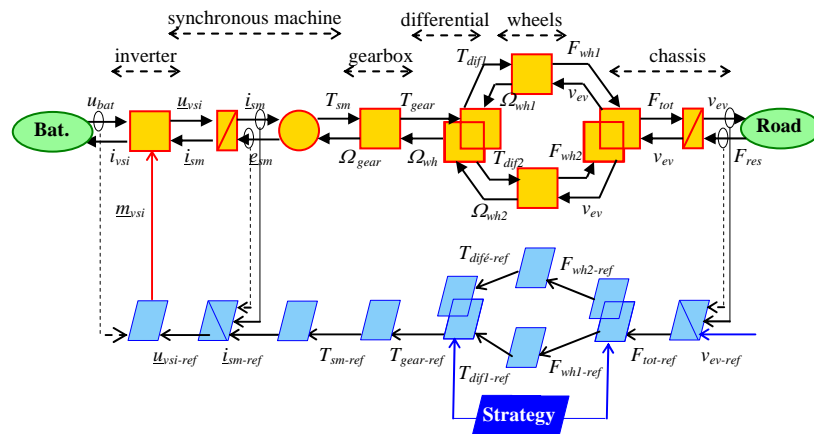 synchronous machine
differential wheels
inverter
gearbox
chassis
T_dif1
F_wh1
u_bat
u_vsi
i_sm
T_sm
T_gear
Ω_wh1
v_ev
F_tot
v_ev
Bat.
Road
i_vsi
i_sm
e_sm
Ω_gear
Ω_wh
T_dif2
F_wh2
v_ev
F_res
m_vsi
Ω_wh2
v_ev
T_difé-ref
F_wh2-ref
u_vsi-ref
i_sm-ref
T_sm-ref
T_gear-ref
T_dif1-ref
F_wh1-ref
F_tot-ref
v_ev-ref
Strategy